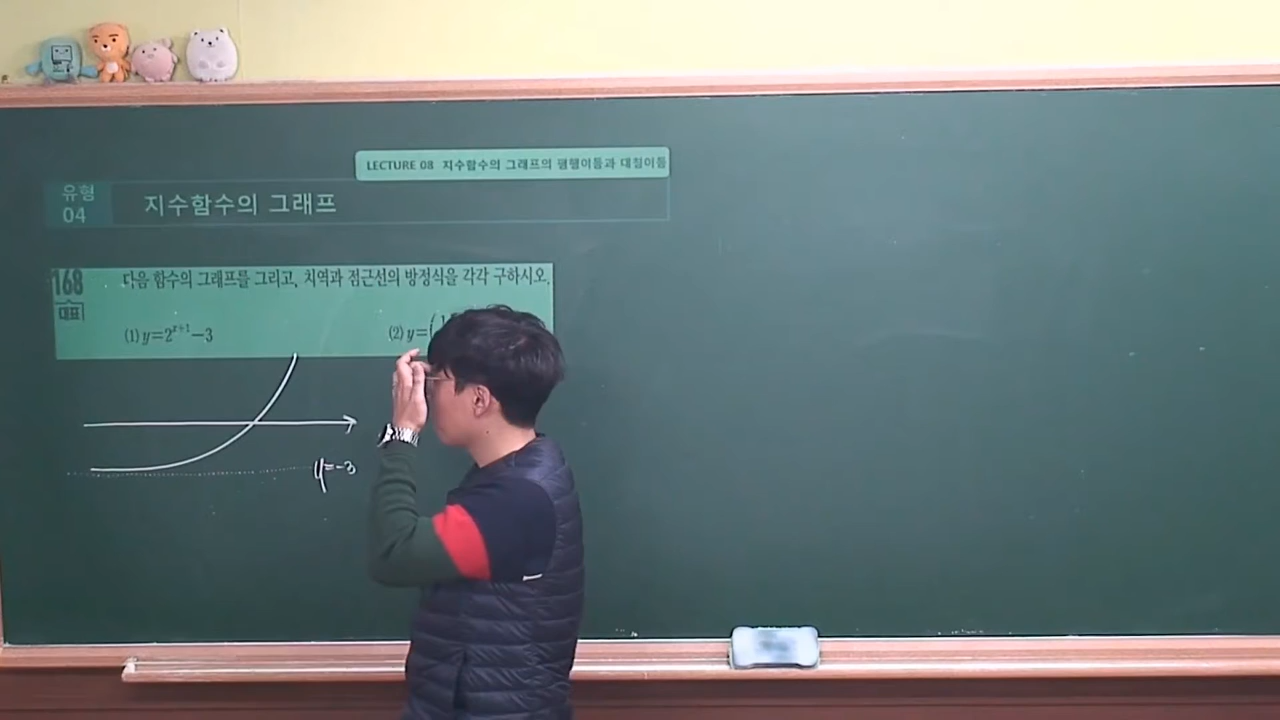 LECTURE 08 지수함수의 그래프의 평행이동과 대칭이동
유형
04
지수함수의 그래프
168
대표
다음 함수의 그래프를 그리고, 치역과 점근선의 방정식을 각각 구하시오.
(1) y=2^{x+1}-3
(2) y=(
y=-3